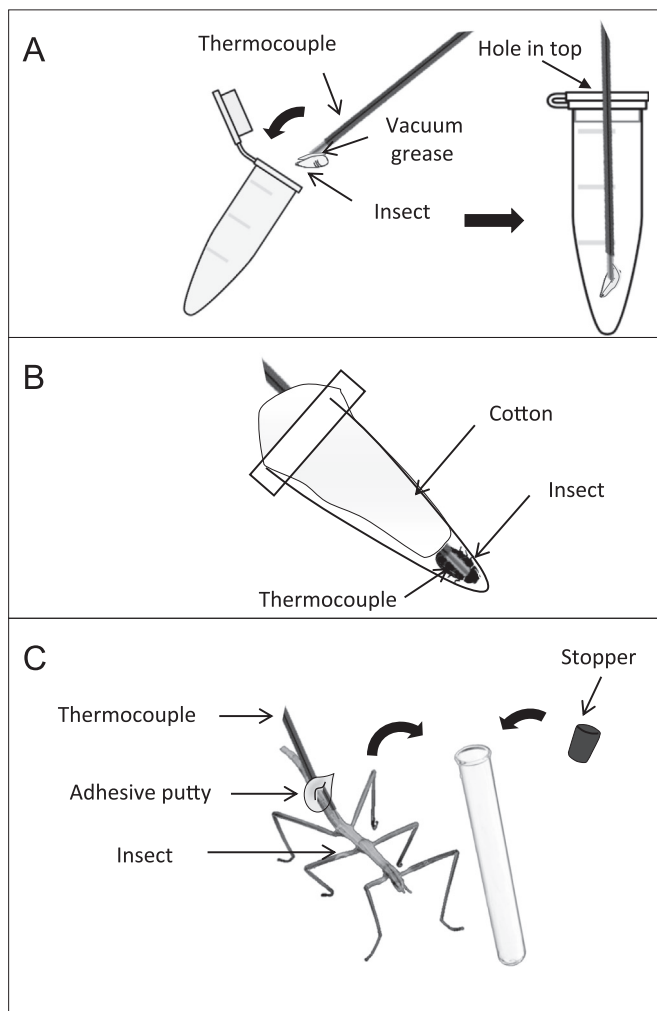 A
Thermocouple
Hole in top
Vacuum
grease
Insect
B
Cotton
Insect
Thermocouple
C
Stopper
Thermocouple
Adhesive putty
Insect